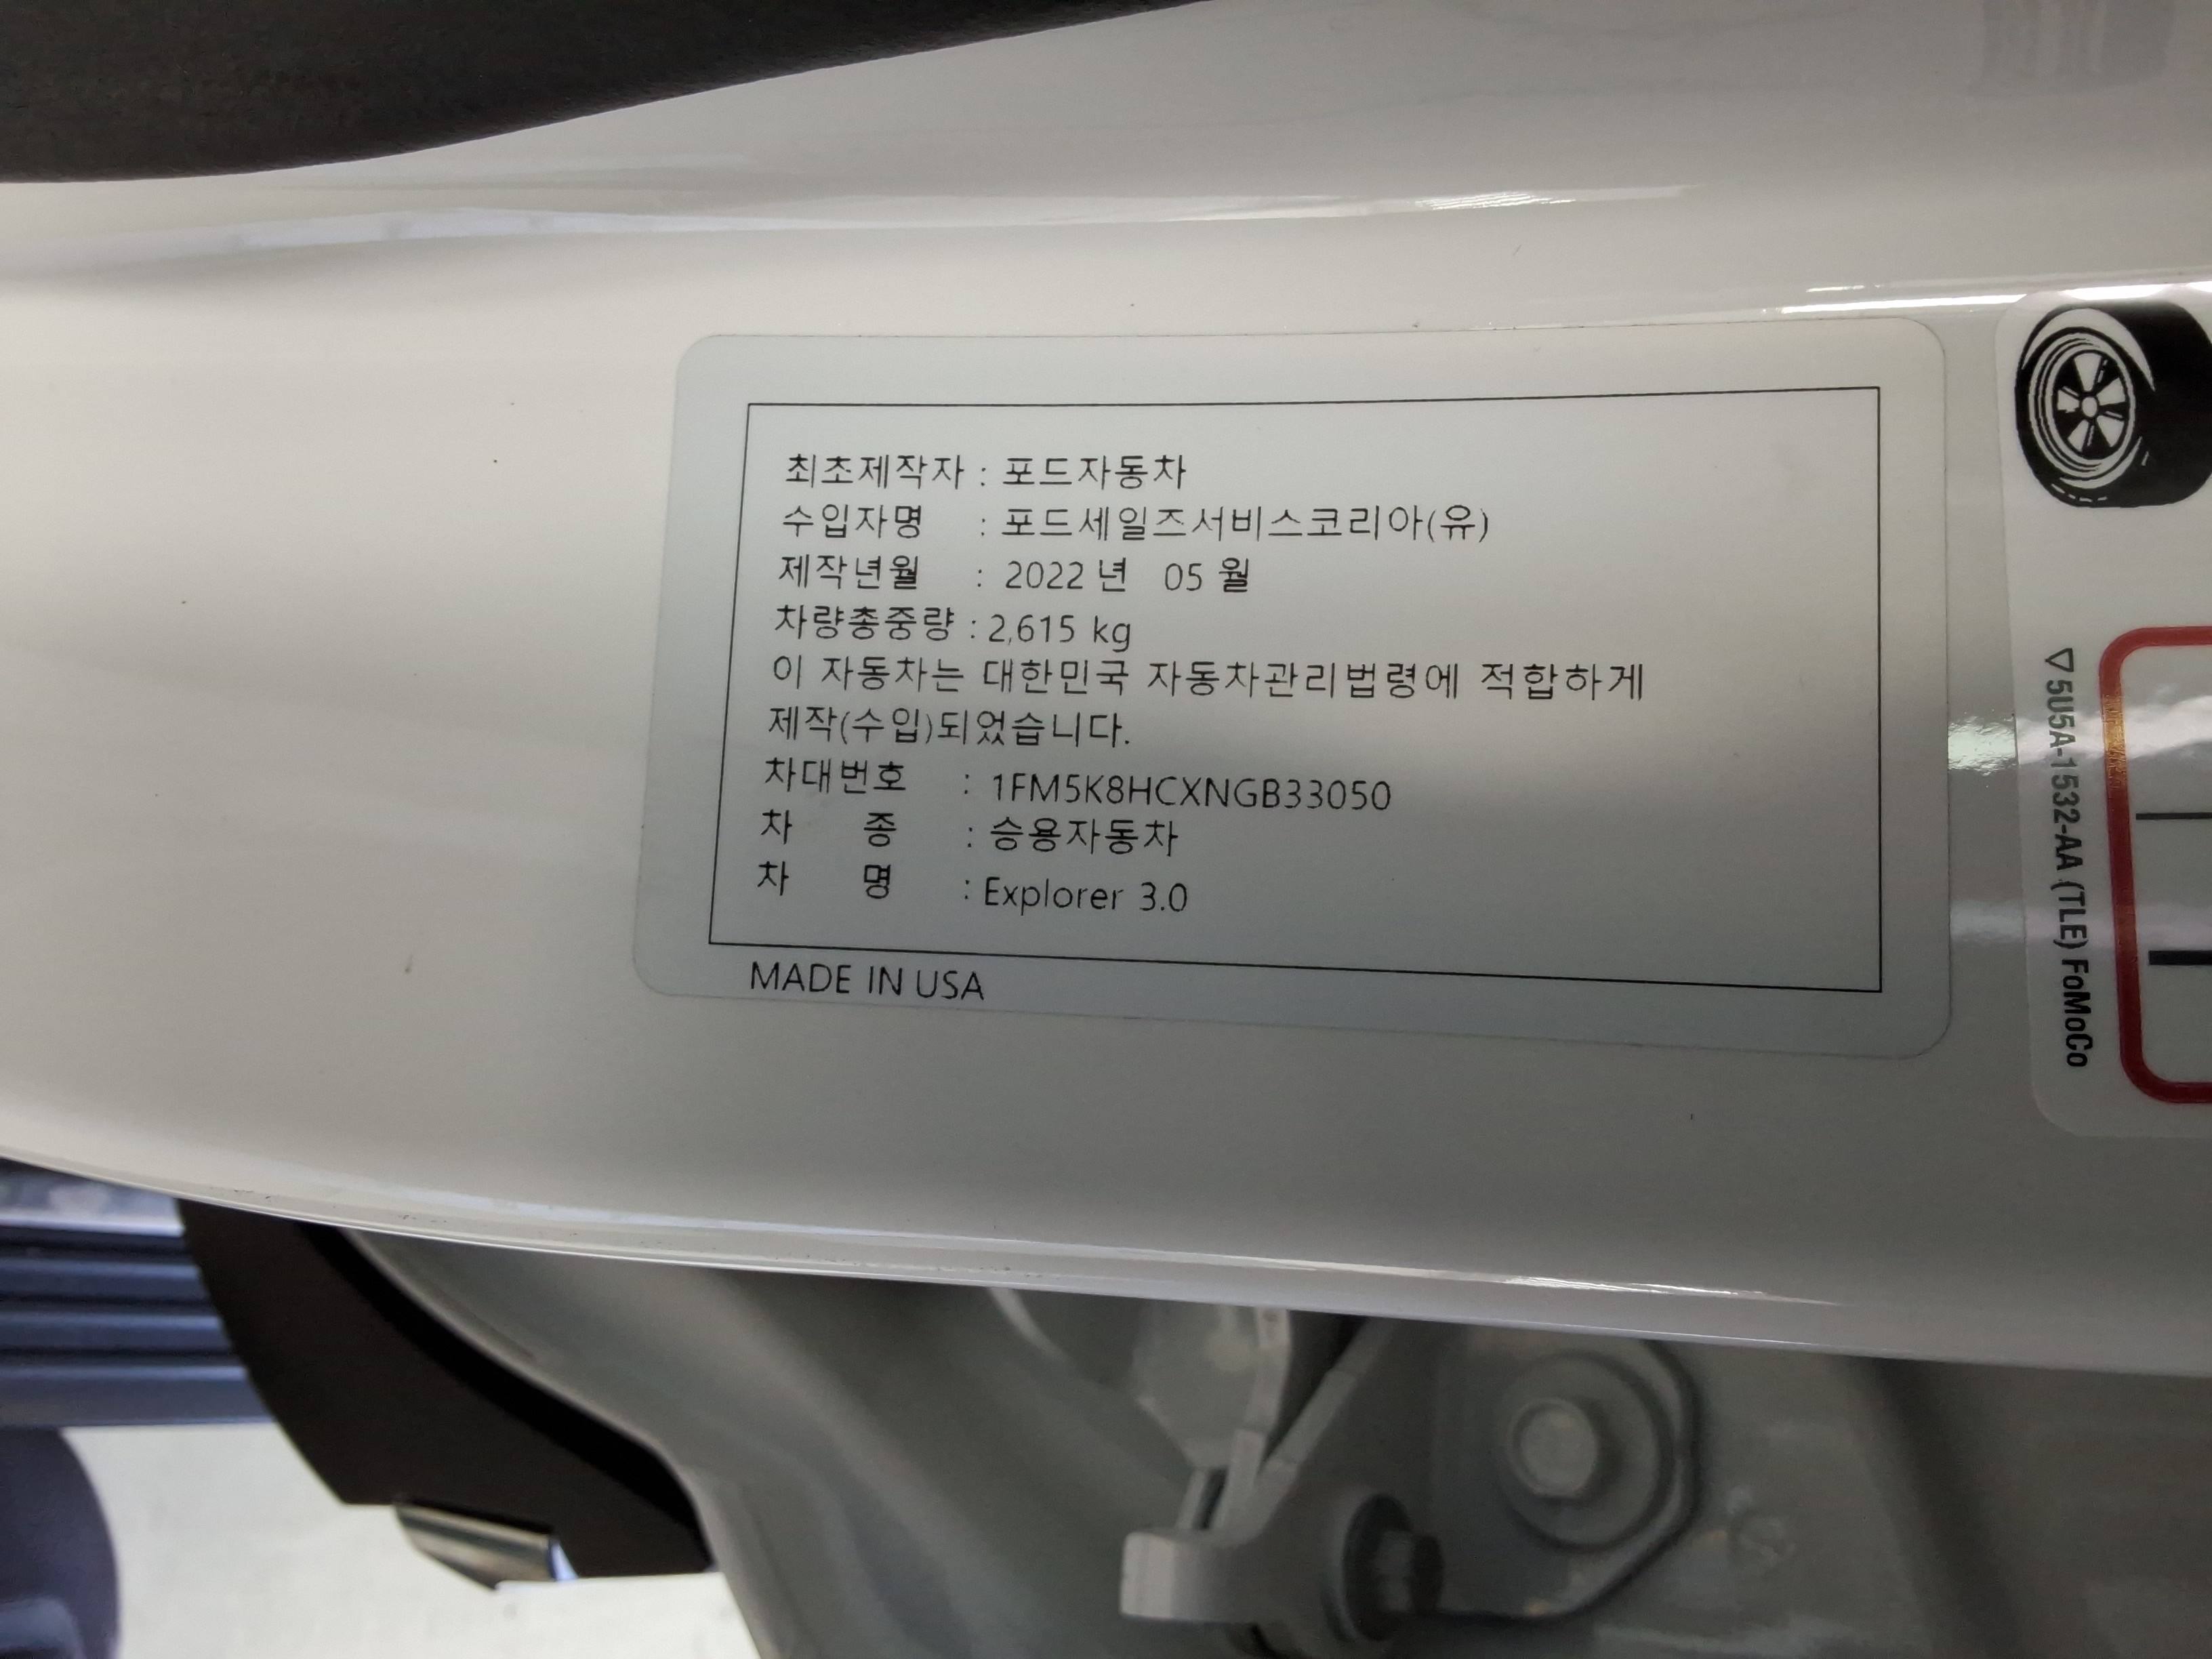 최초제작자 : 포드자동차
수입자명 : 포드세일즈서비스코리아(유)
제작년월 : 2022 년 05 월
차량총중량 : 2,615 kg
이 자동차는 대한민국 자동차관리법령에 적합하게
제작(수입)되었습니다.
차대번호 : 1FM5K8HCXNGB33050
차 종 : 승용자동차
차 명 : Explorer 3.0
MADE IN USA
5U5A-1532-AA (TLE) FoMoCo